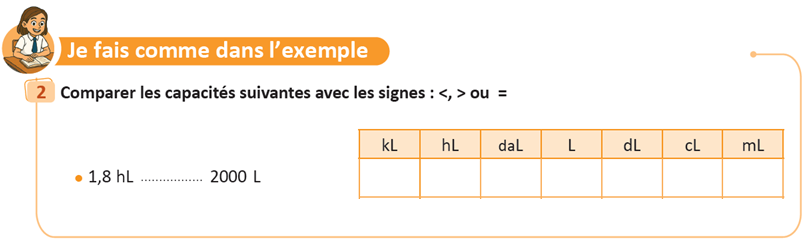 Je fais comme dans l'exemple
2 Comparer les capacités suivantes avec les signes : <, > ou =
kL hL daL L dL cL mL
• 1,8 hL ................. 2000 L